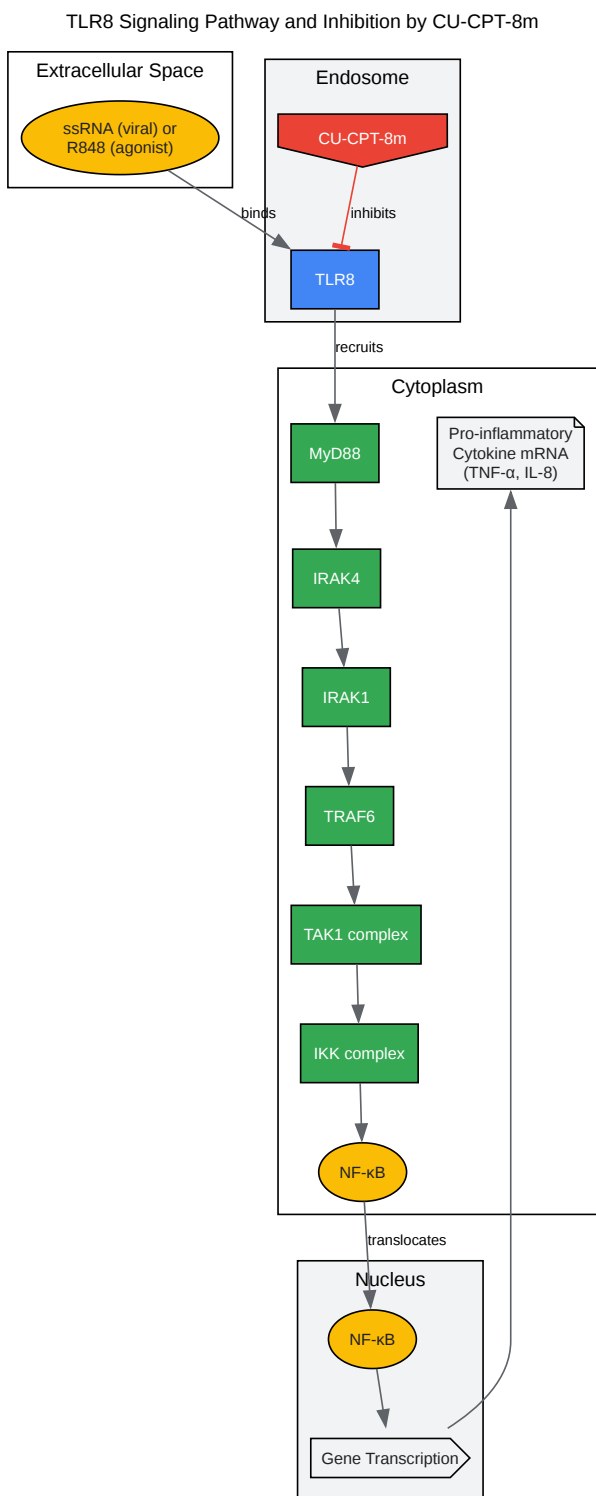 TLR8 Signaling Pathway and Inhibition by CU-CPT-8m
Extracellular Space
ssRNA (viral) or
R848 (agonist)
Endosome
CU-CPT-8m
binds
inhibits
TLR8
recruits
Cytoplasm
MyD88
Pro-inflammatory
Cytokine mRNA
(TNF-α, IL-8)
IRAK4
IRAK1
TRAF6
TAK1 complex
IKK complex
NF-κB
translocates
Nucleus
NF-κB
Gene Transcription